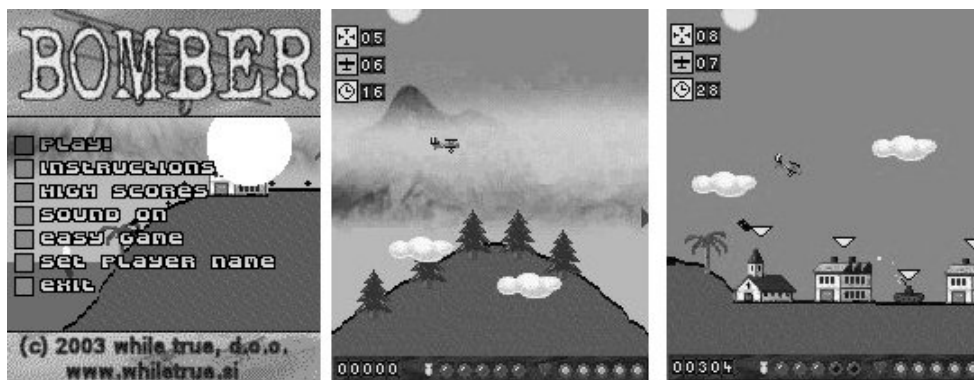 BOMBER
PLAY!
INSTRUCTIONS
HIGH SCORES
SOUND ON
EASY GAME
SET PLAYER NAME
EXIT
(c) 2003 while true, d.o.o.
www.whiletrue.si
05
06
16
00000
08
07
28
00304